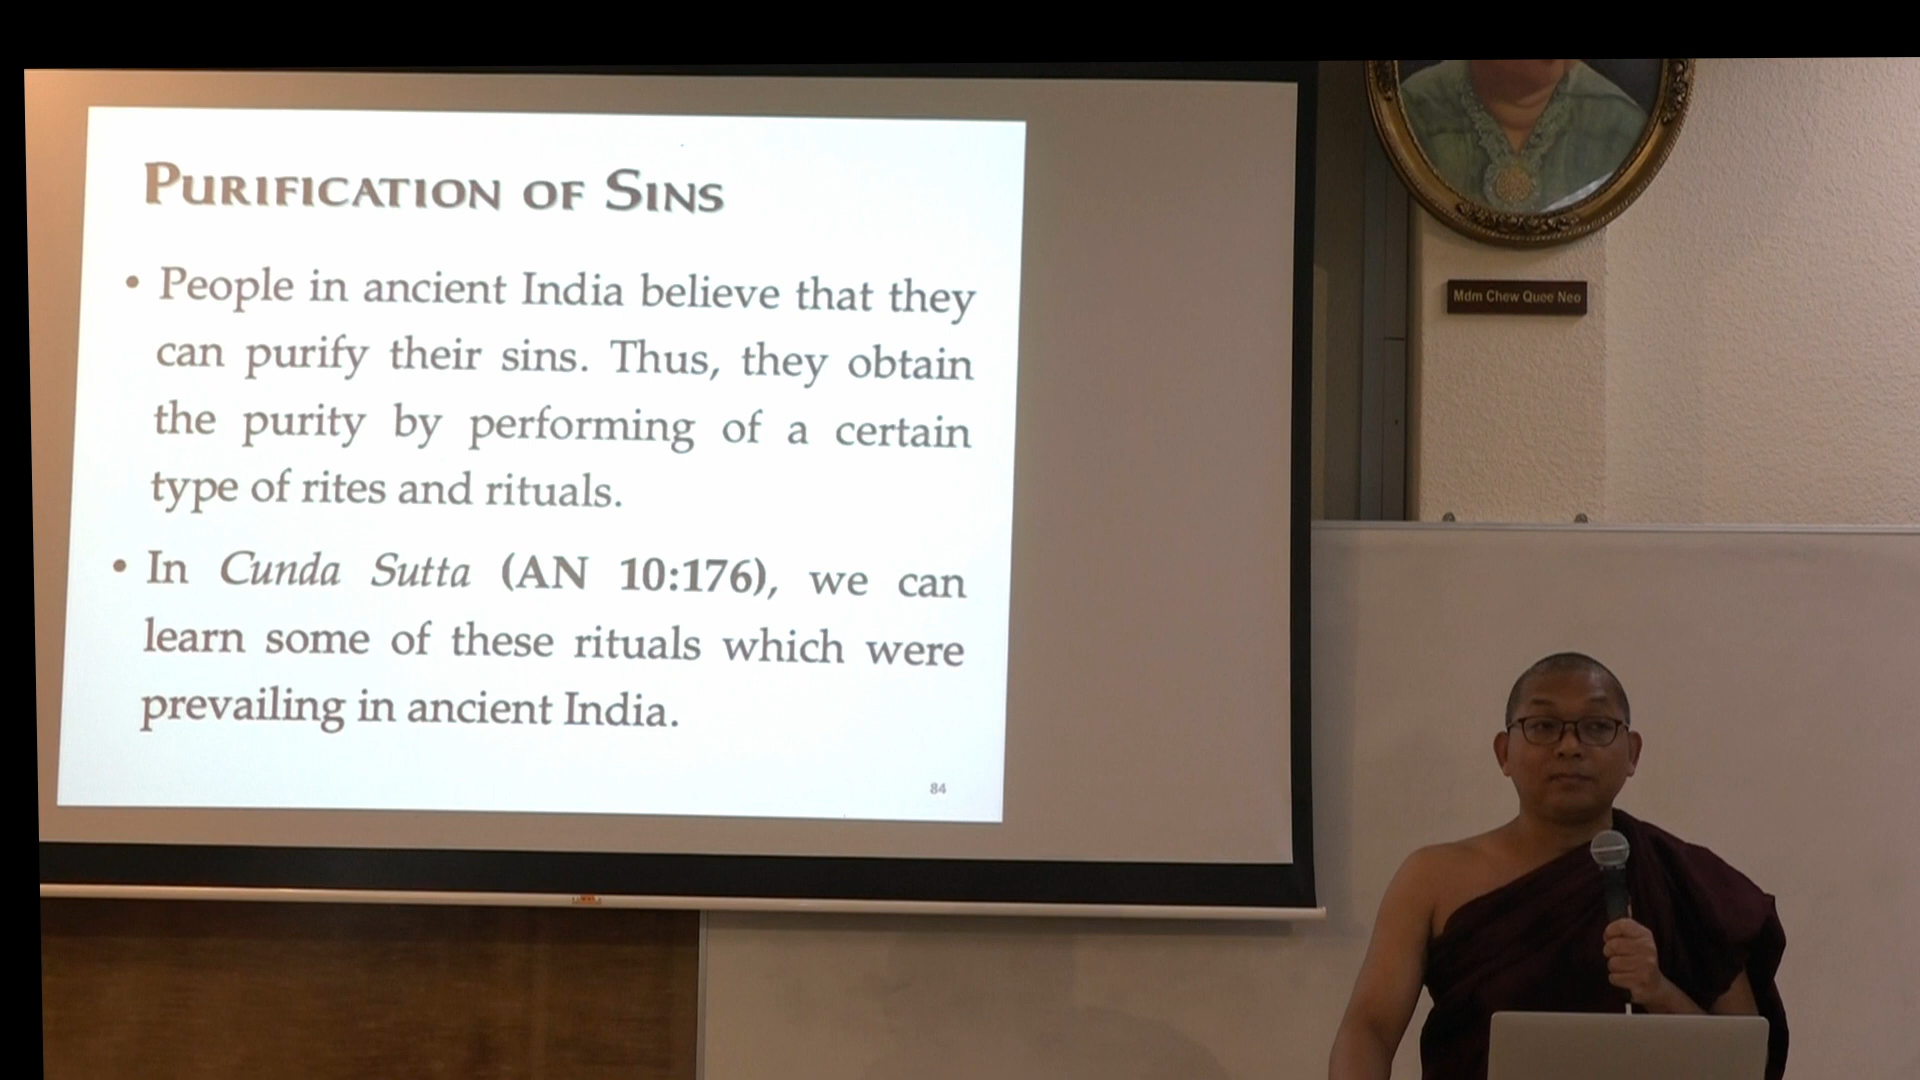 PURIFICATION OF SINS
• People in ancient India believe that they
can purify their sins. Thus, they obtain
the purity by performing of a certain
type of rites and rituals.
• In Cunda Sutta (AN 10:176), we can
learn some of these rituals which were
prevailing in ancient India.
84
Mdm Chew Quee Neo